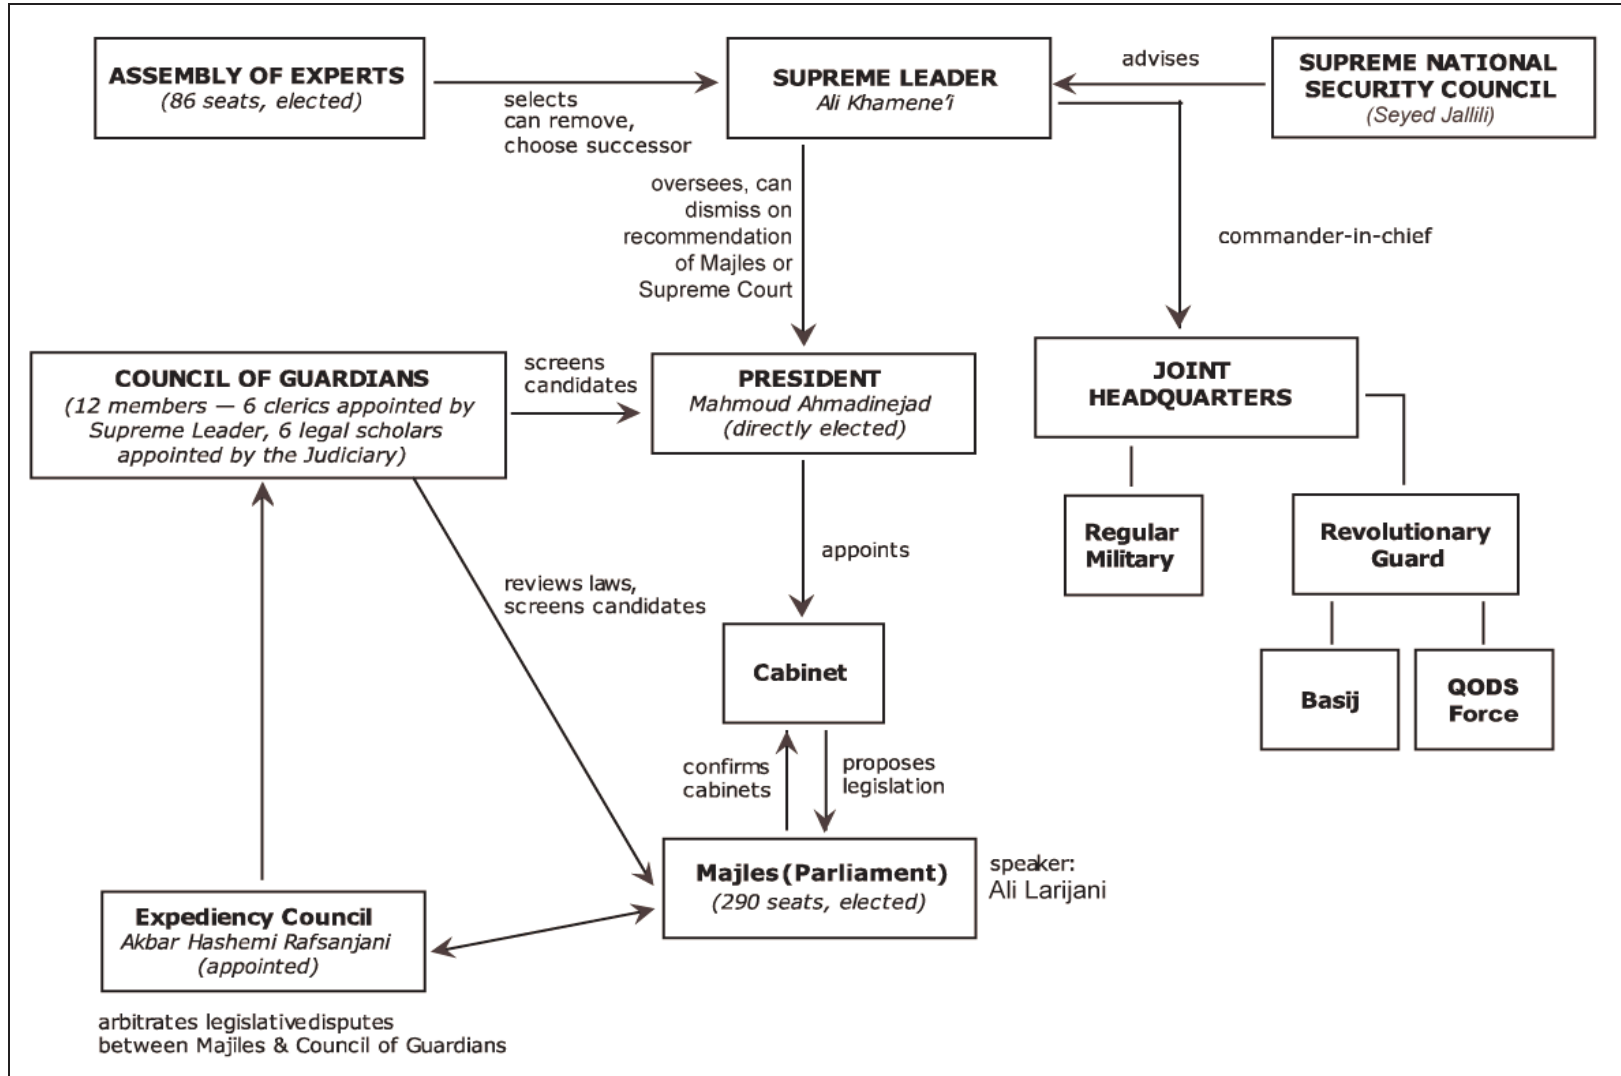 ASSEMBLY OF EXPERTS
(86 seats, elected)
selects
can remove,
choose successor
SUPREME LEADER
Ali Khamene'i
advises
SUPREME NATIONAL
SECURITY COUNCIL
(Seyed Jallili)
oversees, can
dismiss on
recommendation
of Majles or
Supreme Court
commander-in-chief
COUNCIL OF GUARDIANS
(12 members — 6 clerics appointed by
Supreme Leader, 6 legal scholars
appointed by the Judiciary)
screens
candidates
PRESIDENT
Mahmoud Ahmadinejad
(directly elected)
JOINT
HEADQUARTERS
Regular
Military
Revolutionary
Guard
appoints
reviews laws,
screens candidates
Cabinet
Basij
QODS
Force
confirms
cabinets
proposes
legislation
Majles (Parliament)
(290 seats, elected)
speaker:
Ali Larijani
Expediency Council
Akbar Hashemi Rafsanjani
(appointed)
arbitrates legislative disputes
between Majiles & Council of Guardians